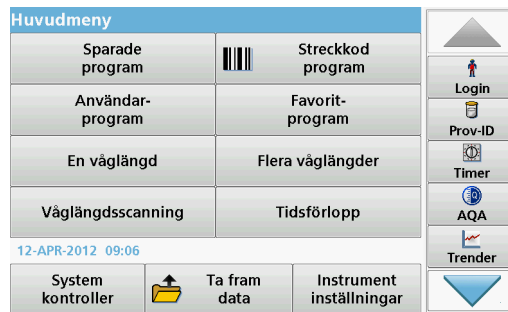 Huvudmeny
Sparade
program
Streckkod
program
Användar-
program
Favorit-
program
En våglängd
Flera våglängder
Våglängdsscanning
Tidsförlopp
12-APR-2012 09:06
System
kontroller
Ta fram
data
Instrument
inställningar
Login
Prov-ID
Timer
AQA
Trender